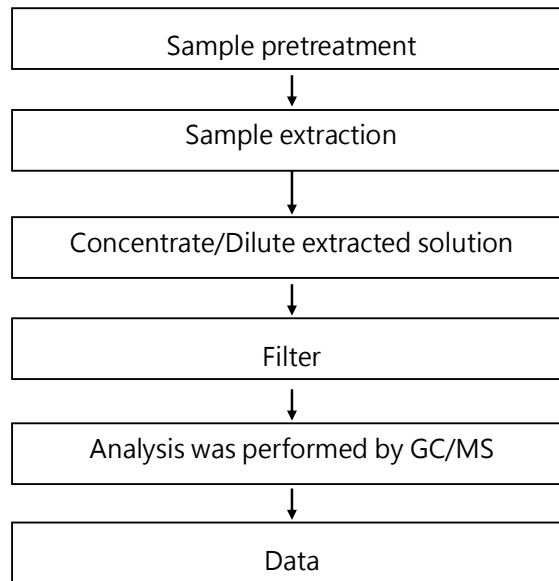 Sample pretreatment
Sample extraction
Concentrate/Dilute extracted solution
Filter
Analysis was performed by GC/MS
Data